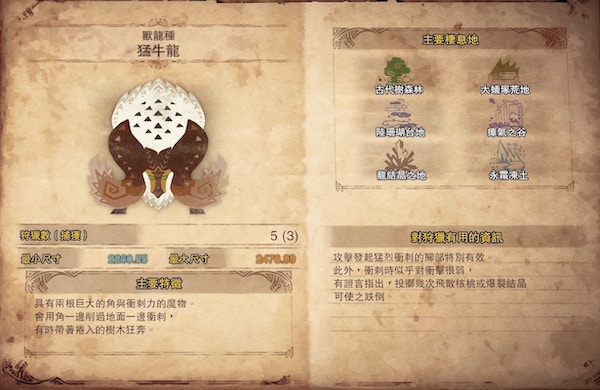 獸龍種
猛牛龍
狩獵數(捕獲)
5 (3)
最小尺寸
最大尺寸
主要特徵
具有兩根巨大的角與衝刺力的魔物。
會用角一邊削過地面一邊衝刺，
有時帶著捲入的樹木狂奔。
主要棲息地
古代樹森林
大蟻塚荒地
陸珊瑚台地
瘴氣之谷
龍結晶之地
永霜凍土
對狩獵有用的資訊
攻擊發起猛烈衝刺的腳部特別有效。
此外，衝刺時似乎對衝擊很弱，
有證言指出，投擲幾次飛散核桃或爆裂結晶
可使之跌倒